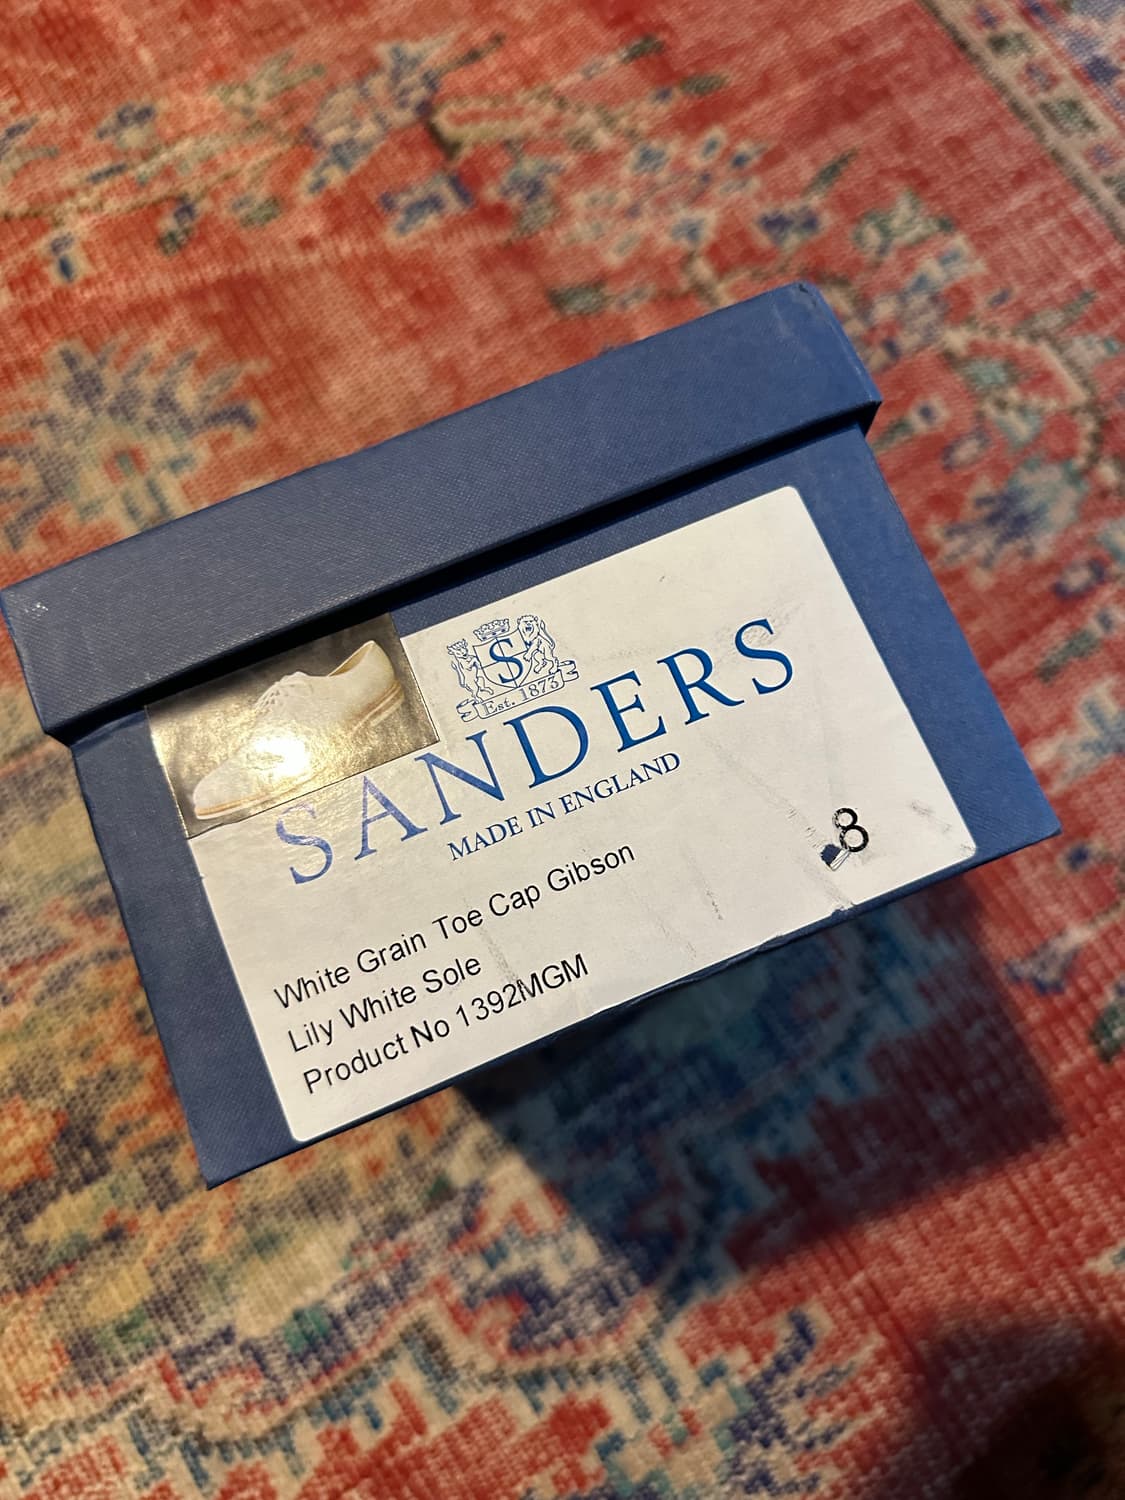 S
Est. 1873
SANDERS
MADE IN ENGLAND
8
White Grain Toe Cap Gibson
Lily White Sole
Product No 1392MGM